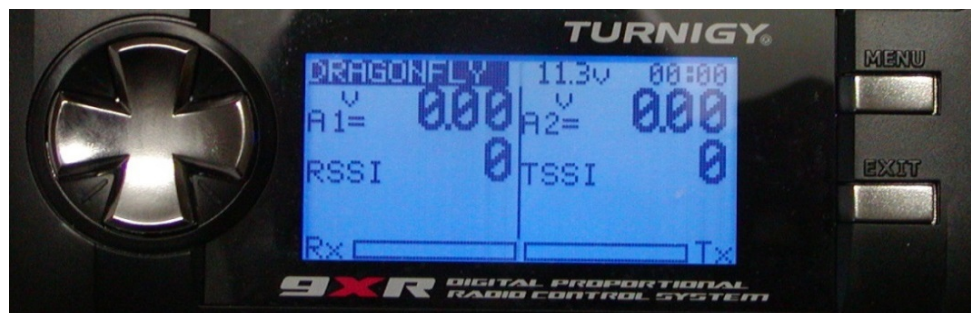 TURNIGY
MENU
DRAGONFLY 11.3v 00:00
A1= v 0.00 A2= v 0.00
RSSI 0 TSSI 0
EXIT
Rx Tx
9XR DIGITAL PROPORTIONAL
RADIO CONTROL SYSTEM